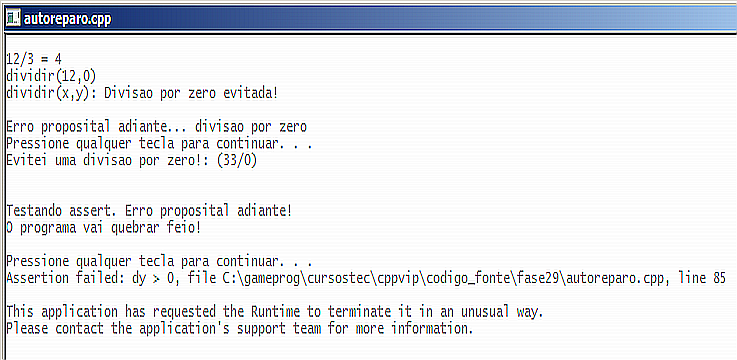 autoreparo.cpp
12/3 = 4
dividir(12,0)
dividir(x,y): Divisao por zero evitada!
Erro proposital adiante... divisao por zero
Pressione qualquer tecla para continuar. . .
Evitei uma divisao por zero!: (33/0)
Testando assert. Erro proposital adiante!
O programa vai quebrar feio!
Pressione qualquer tecla para continuar. . .
Assertion failed: dy > 0, file C:\gameprog\cursostec\cppvip\codigo_fonte\fase29\autoreparo.cpp, line 85
This application has requested the Runtime to terminate it in an unusual way.
Please contact the application's support team for more information.